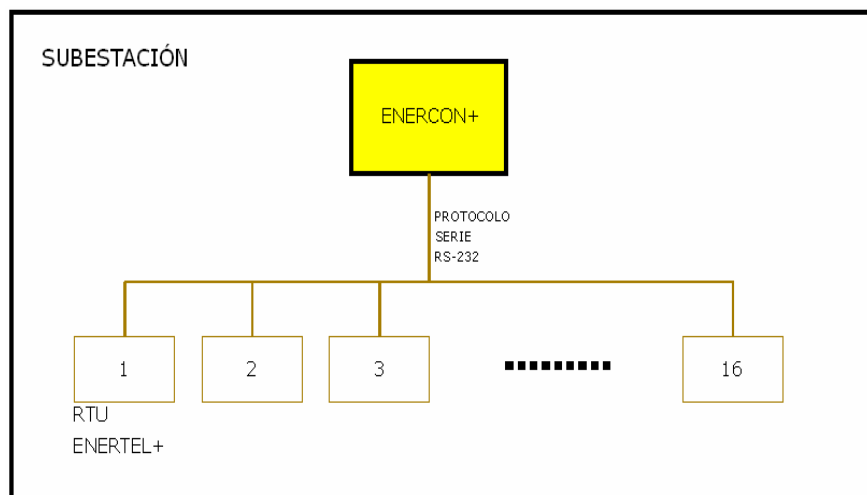 SUBESTACIÓN
ENERCON+
PROTOCOLO
SERIE
RS-232
1 2 3 16
RTU
ENERTEL+